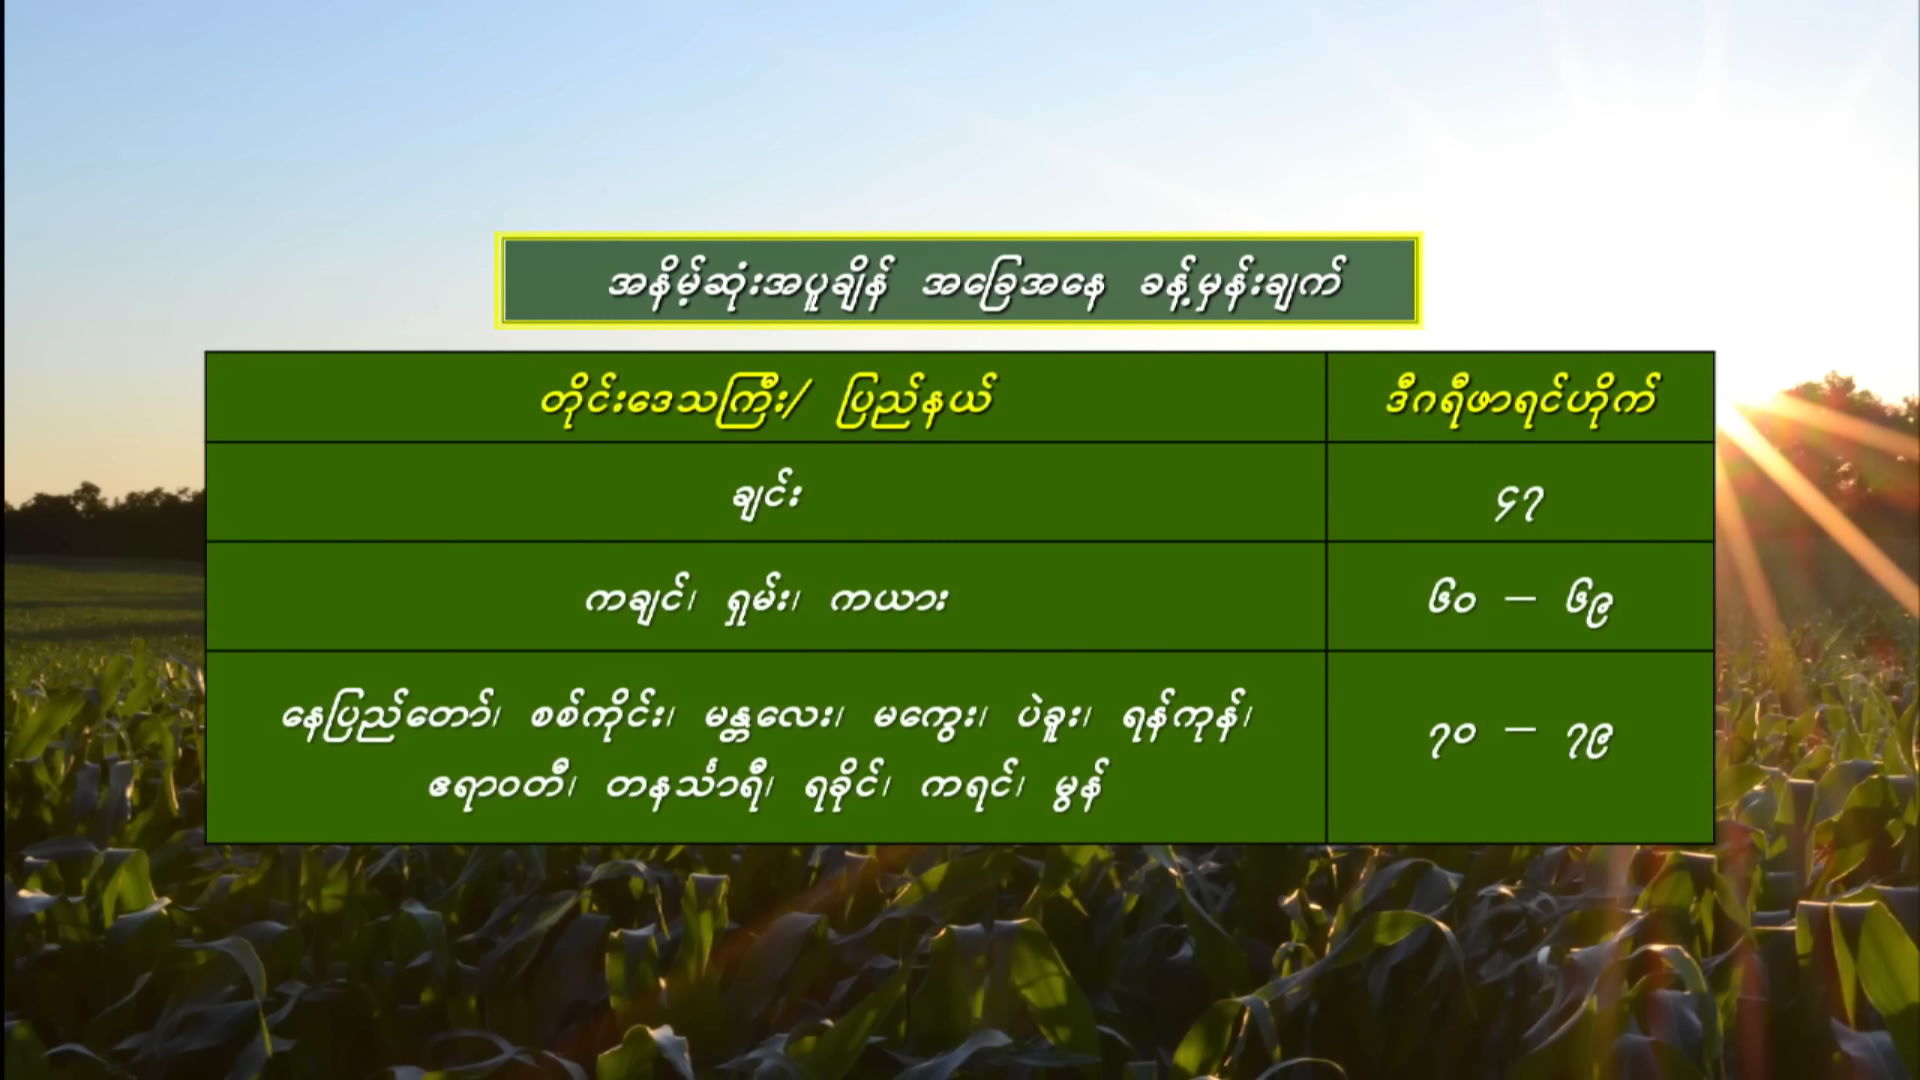 အနိမ့်ဆုံးအပူချိန် အခြေအနေ ခန့်မှန်းချက်
တိုင်းဒေသကြီး/ ပြည်နယ် ဒီဂရီဖာရင်ဟိုက်
ချင်း ၄၇
ကချင်၊ ရှမ်း၊ ကယား ၆၀ – ၆၉
နေပြည်တော်၊ စစ်ကိုင်း၊ မန္တလေး၊ မကွေး၊ ပဲခူး၊ ရန်ကုန်၊
ဧရာဝတီ၊ တနင်္သာရီ၊ ရခိုင်၊ ကရင်၊ မွန် ၇၀ – ၇၉